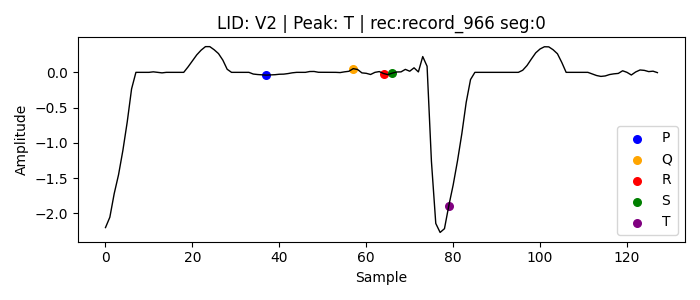 LID: V2 | Peak: T | rec:record_966 seg:0
Amplitude
0.0
−0.5
−1.0
−1.5
−2.0
P
Q
R
S
T
0 20 40 60 80 100 120
Sample